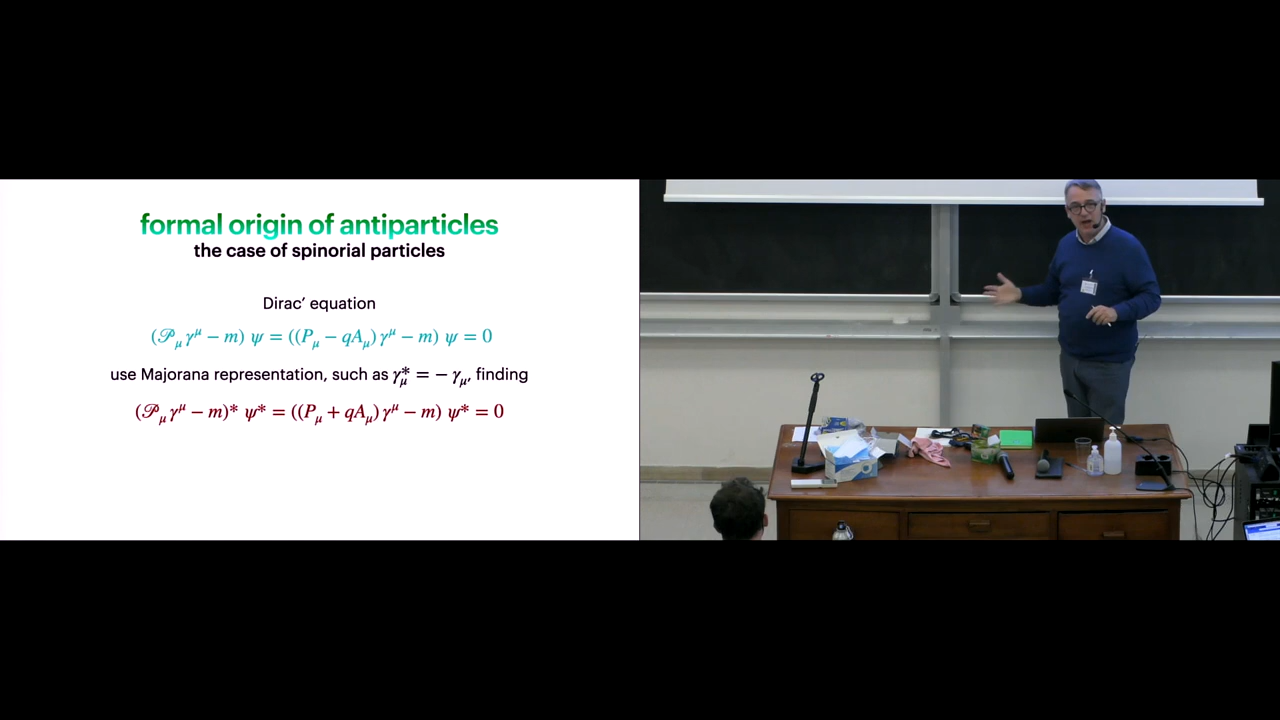 formal origin of antiparticles
the case of spinorial particles
Dirac’ equation
(𝒫_μ γ^μ − m) ψ = ((P_μ − qA_μ) γ^μ − m) ψ = 0
use Majorana representation, such as γ*_μ = − γ_μ, finding
(𝒫_μ γ^μ − m)* ψ* = ((P_μ + qA_μ) γ^μ − m) ψ* = 0